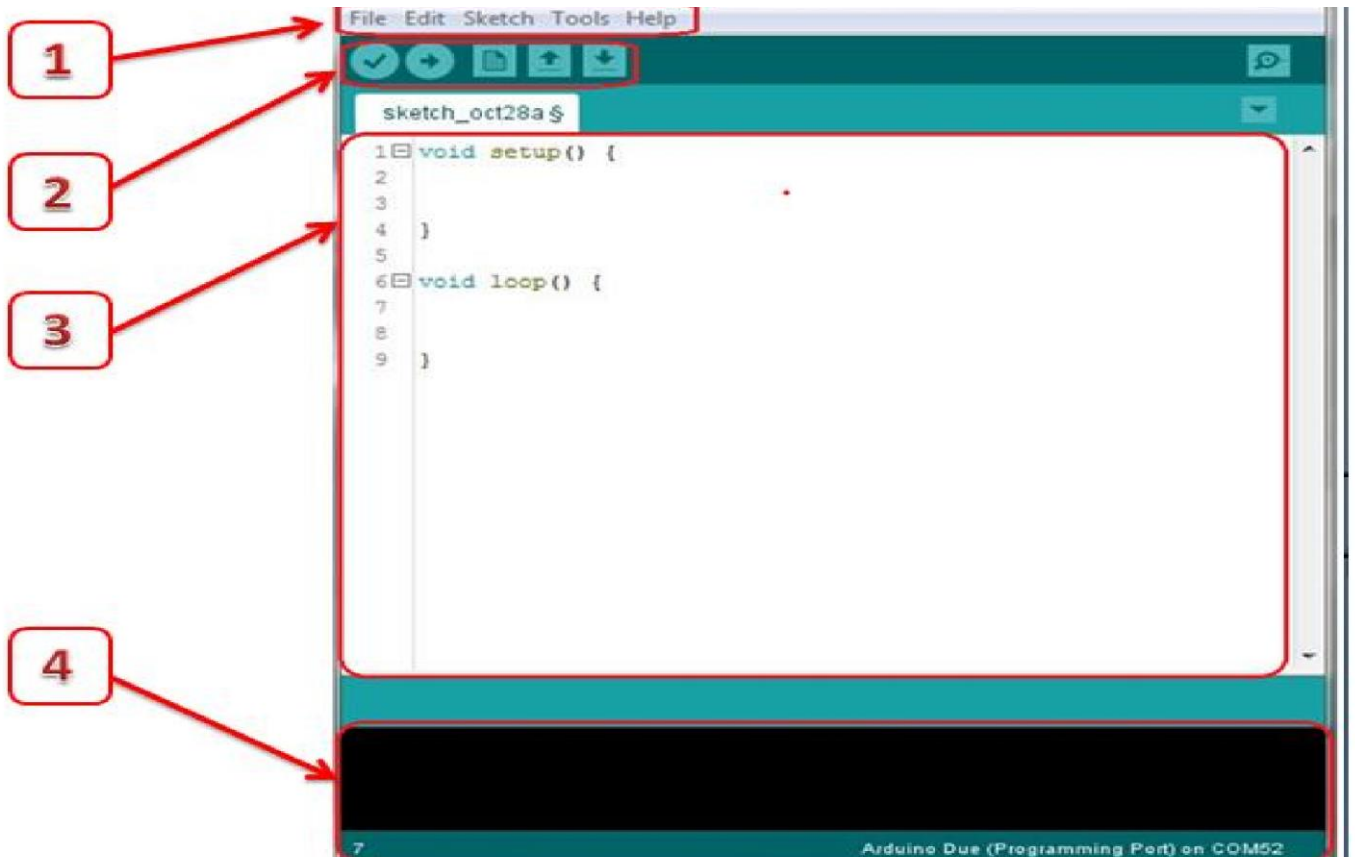 File Edit Sketch Tools Help
1
sketch_oct28a §
1 void setup() {
2
2
3
4 }
5
6 void loop() {
7
3
8
9 }
4
7 Arduino Due (Programming Port) on COM52